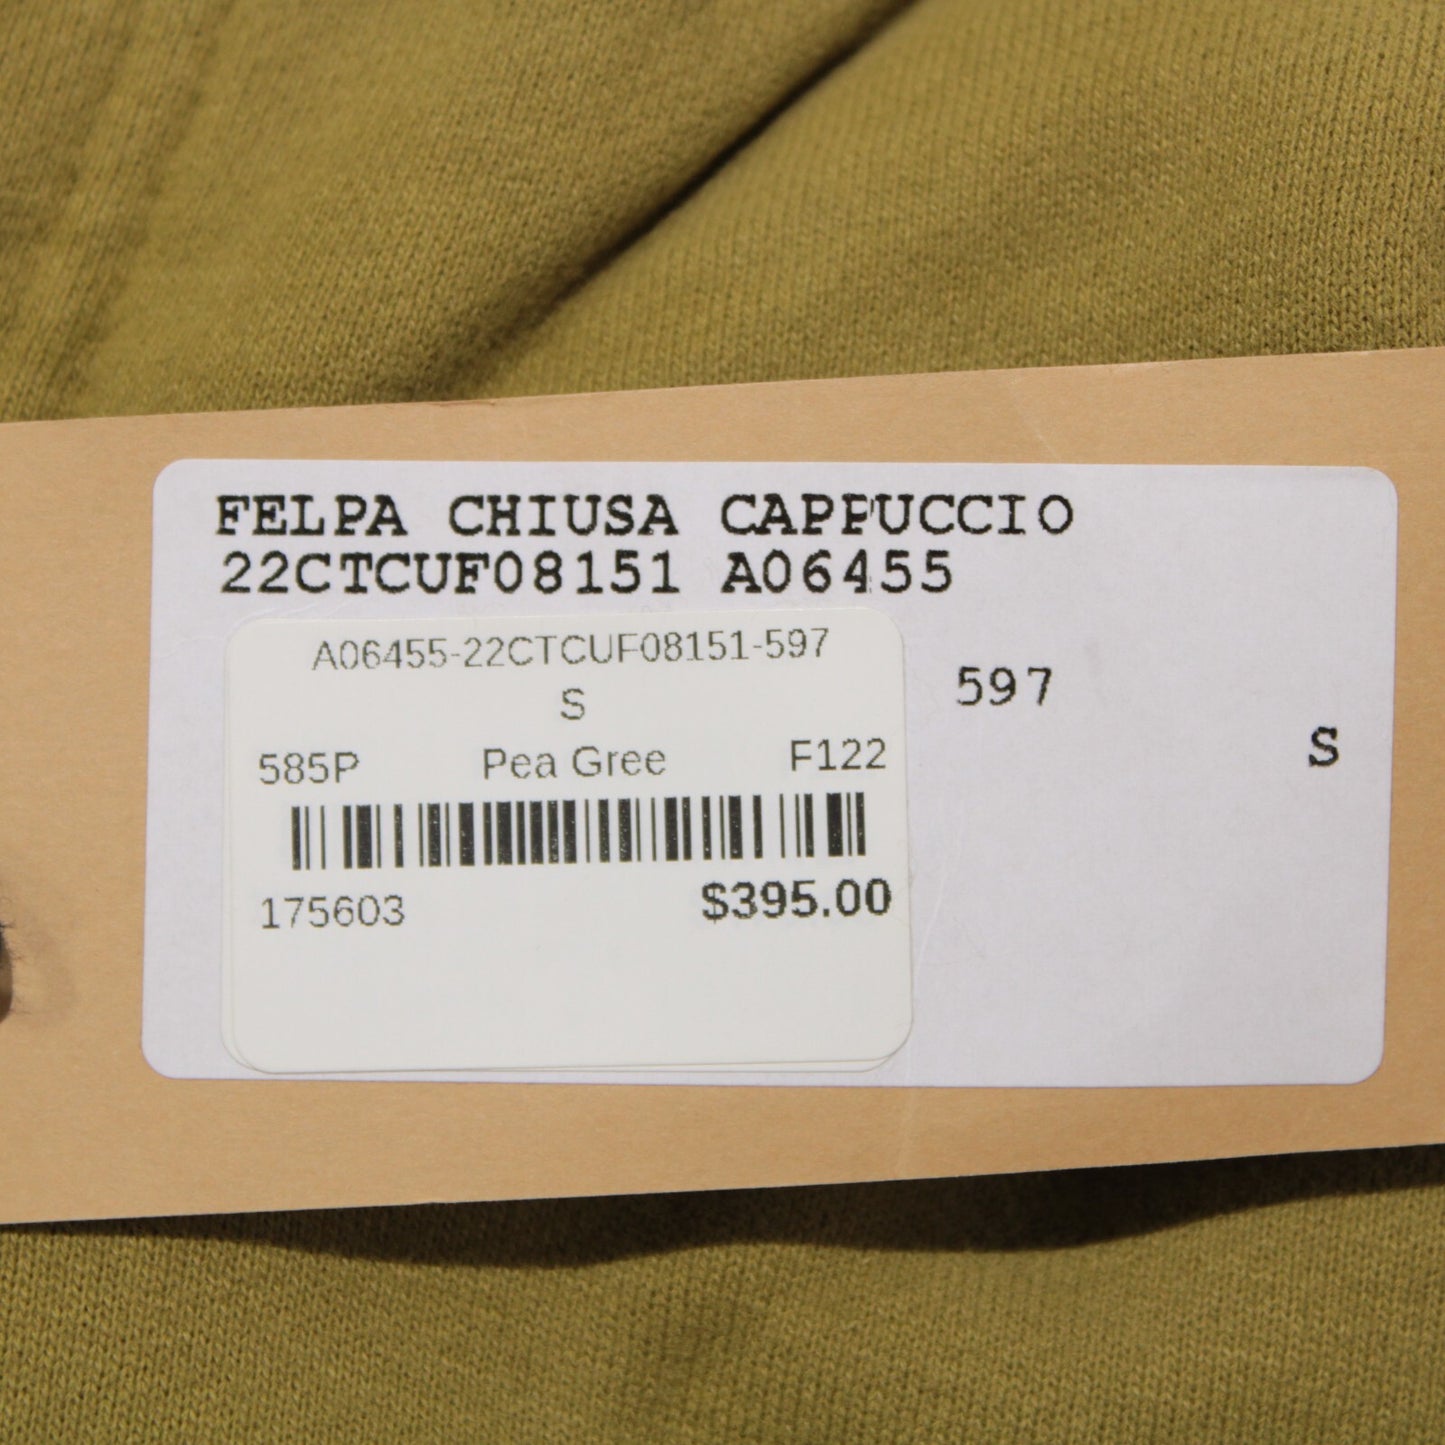 FELPA CHIUSA CAPPUCCIO
22CTCUF08151 A06455
A06455-22CTCUF08151-597
S
597
S
585P Pea Gree F122
175603 $395.00